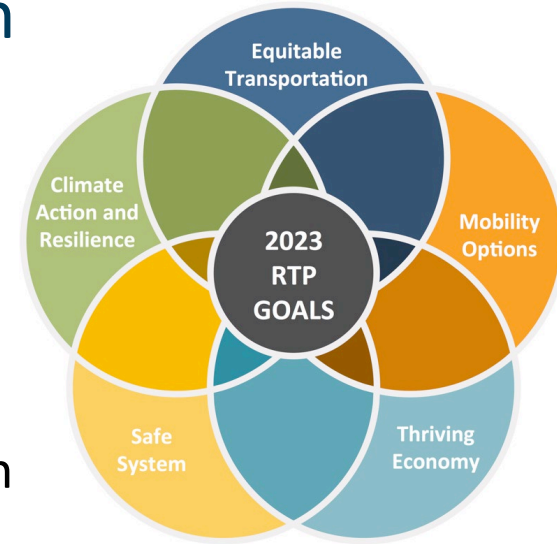 n
Equitable
Transportation
Climate
Action and
Resilience
Mobility
Options
2023
RTP
GOALS
Safe
System
Thriving
Economy
n